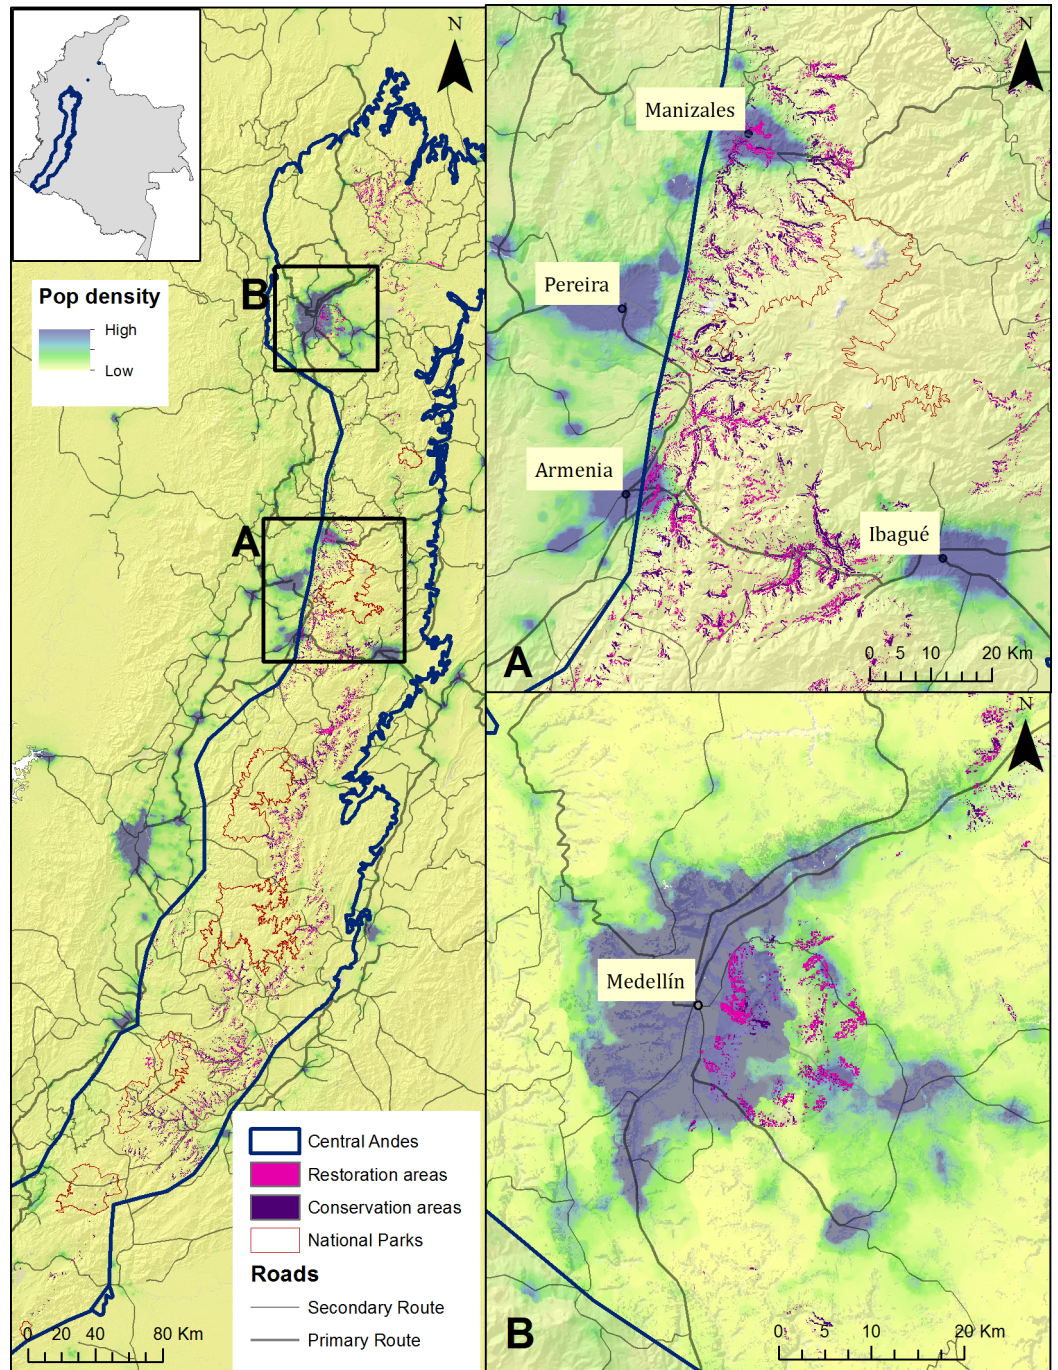 N
B
Pop density
High
Low
A
Central Andes
Restoration areas
Conservation areas
National Parks
Roads
Secondary Route
Primary Route
0 20 40 80 Km
N
Manizales
Pereira
Armenia
Ibagué
A
0 5 10 20 Km
N
Medellín
B
0 5 10 20 Km